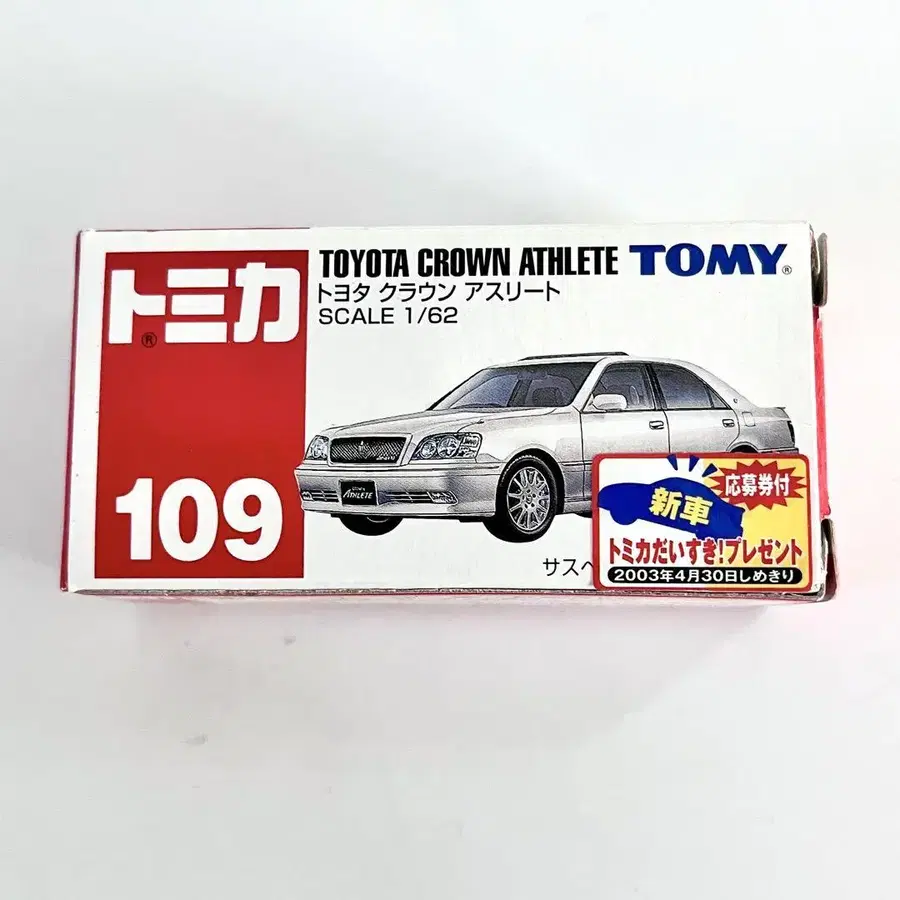 トミカ®
TOYOTA CROWN ATHLETE TOMY®
トヨタ クラウン アスリート
SCALE 1/62
109
ATHLETE
サスペ
新車
応募券付
トミカだいすき!プレゼント
2003年4月30日しめきり